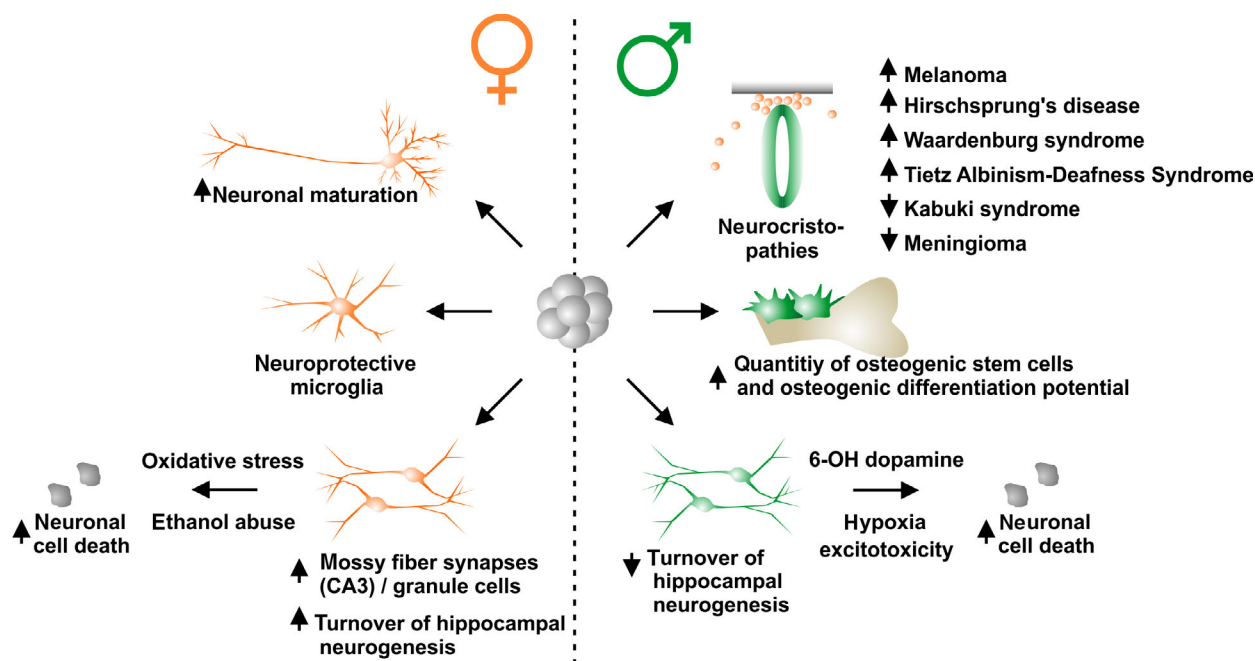 Melanoma
Hirschsprung's disease
Waardenburg syndrome
Tietz Albinism-Deafness Syndrome
Kabuki syndrome
Meningioma
Neuronal maturation
Neurocristo-
pathies
Neuroprotective
microglia
Quantitiy of osteogenic stem cells
and osteogenic differentiation potential
Oxidative stress
Ethanol abuse
Neuronal
cell death
Mossy fiber synapses
(CA3) / granule cells
Turnover of hippocampal
neurogenesis
Turnover of
hippocampal
neurogenesis
6-OH dopamine
Hypoxia
excitotoxicity
Neuronal
cell death